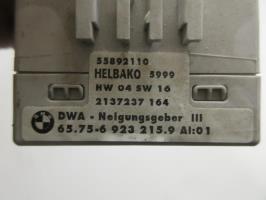 55892110
HELBAKO 5999
HW 04 SW 16
2137237 164
DWA - Neigungsgeber III
65.75-6 923 215.9 AI:01